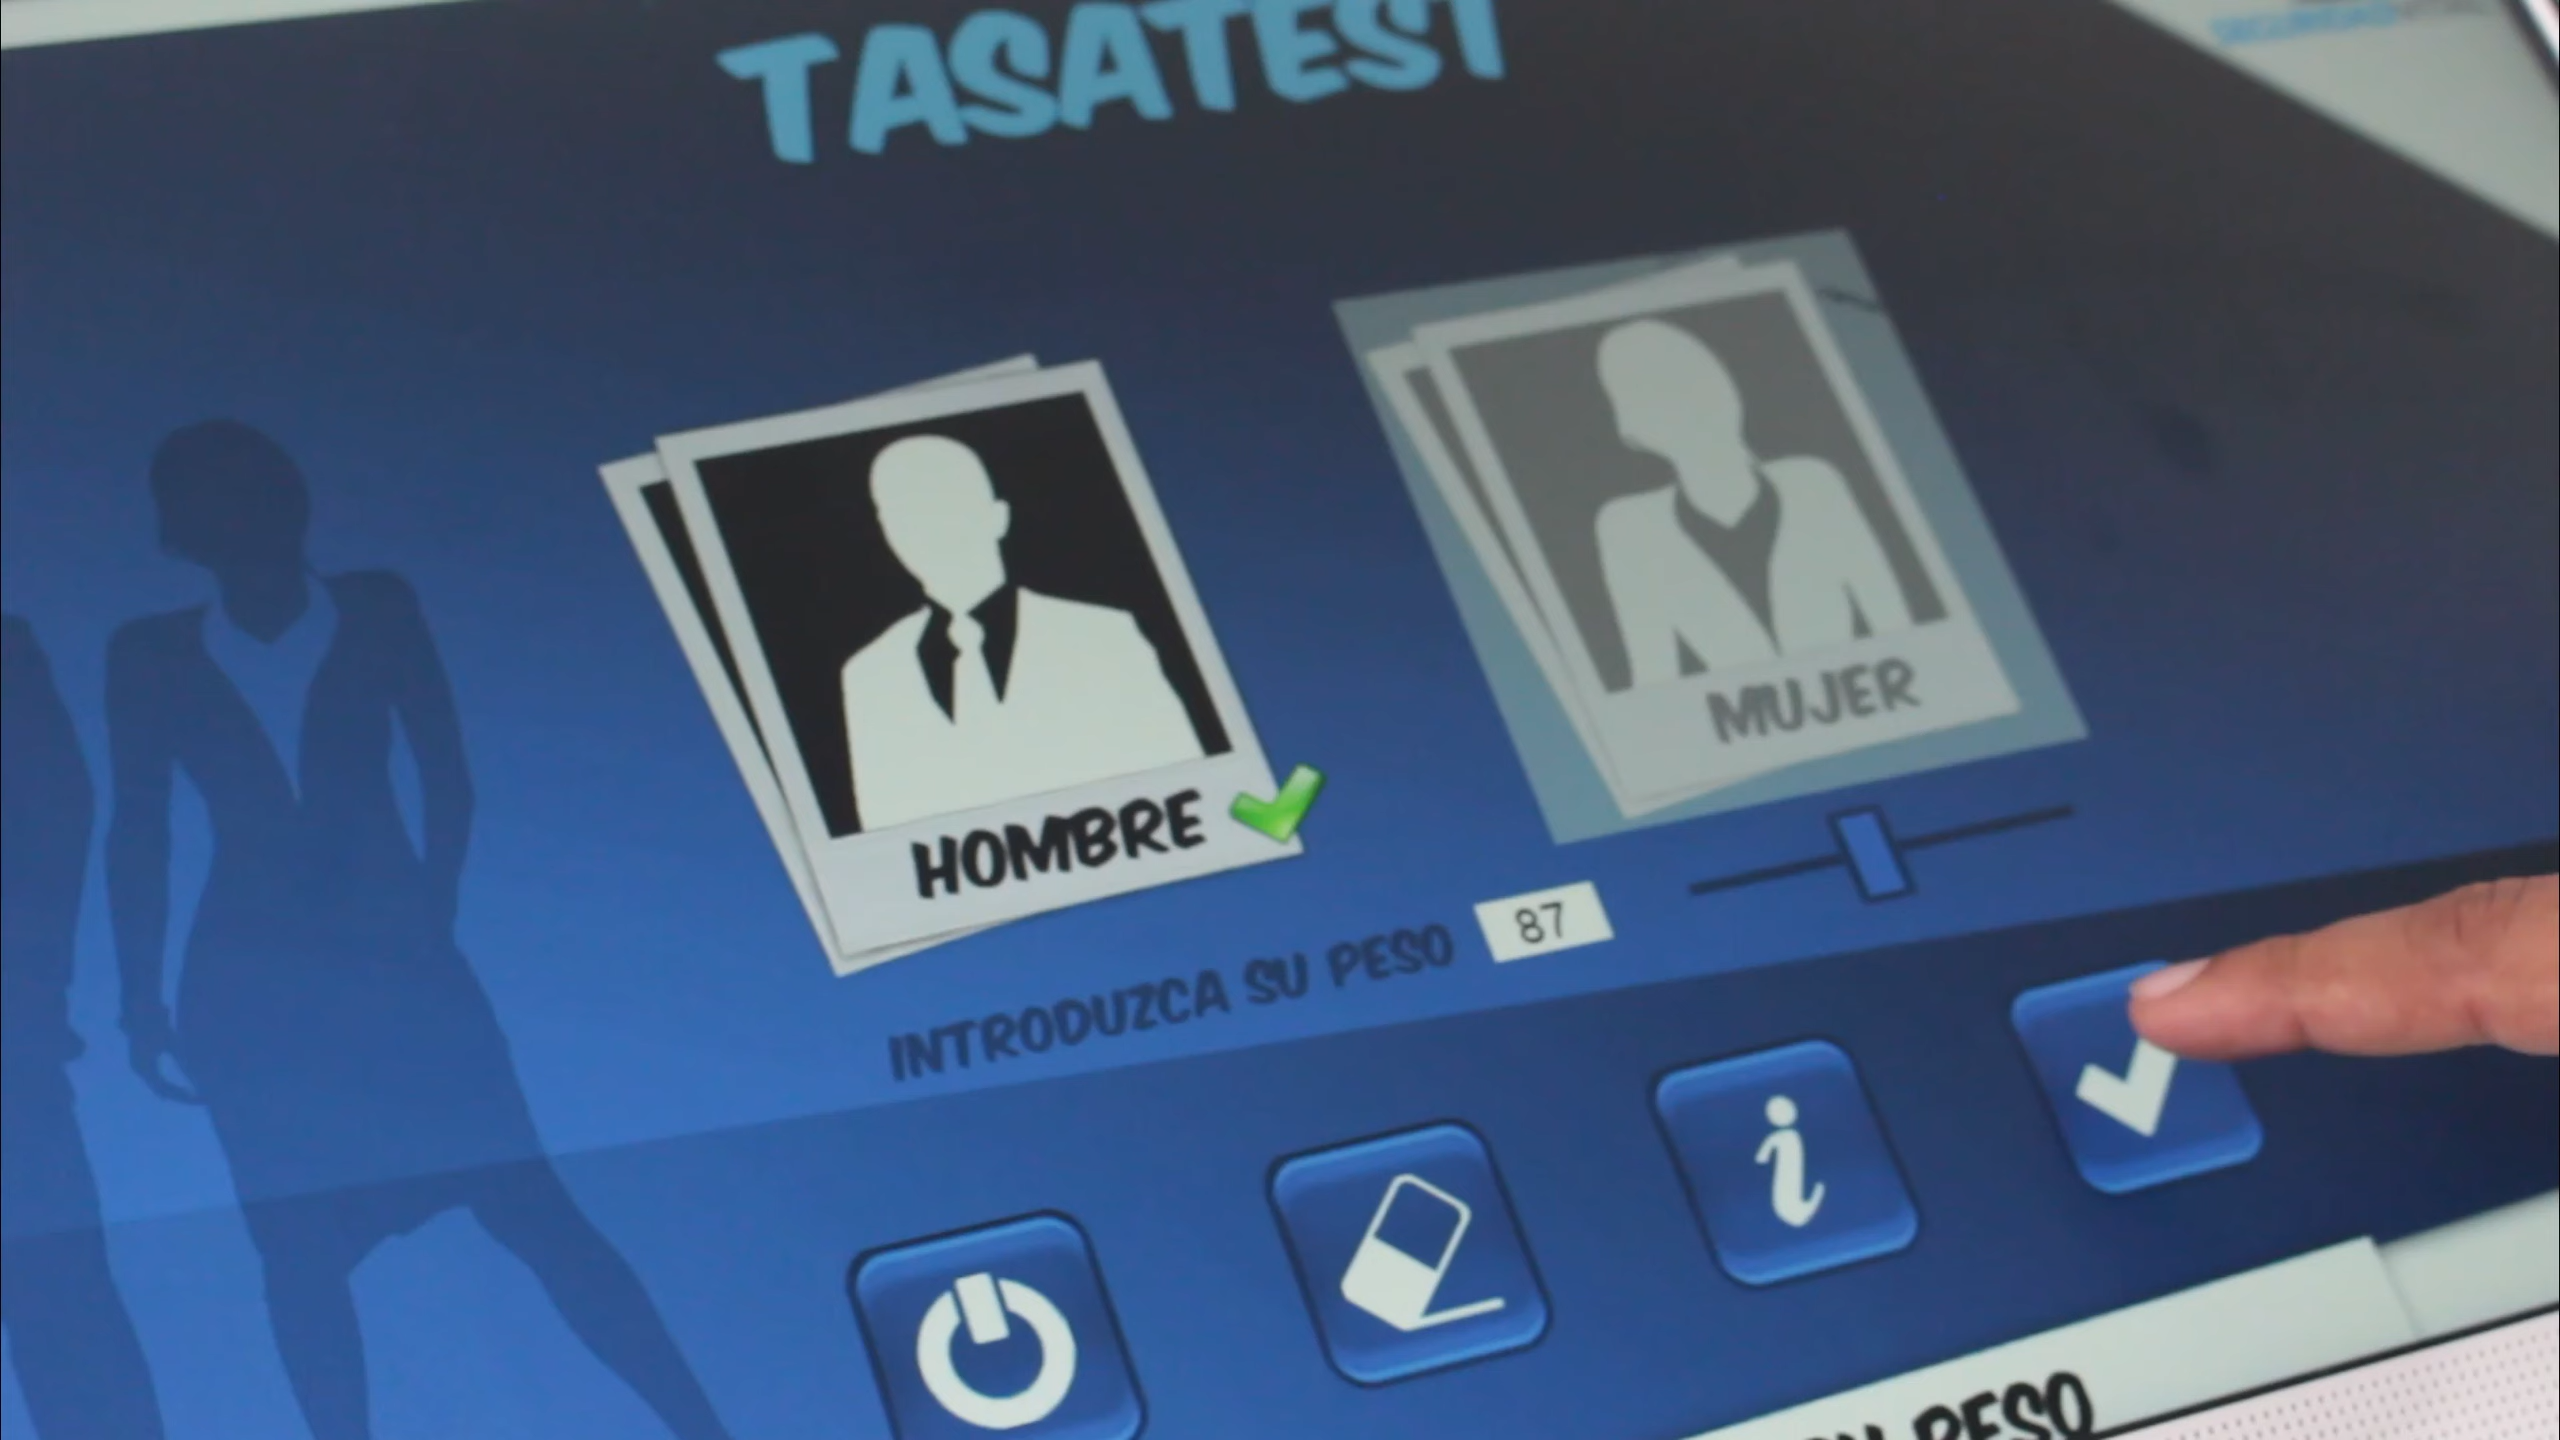 TASATEST
MUJER
HOMBRE
INTRODUZCA SU PESO 87
PESO